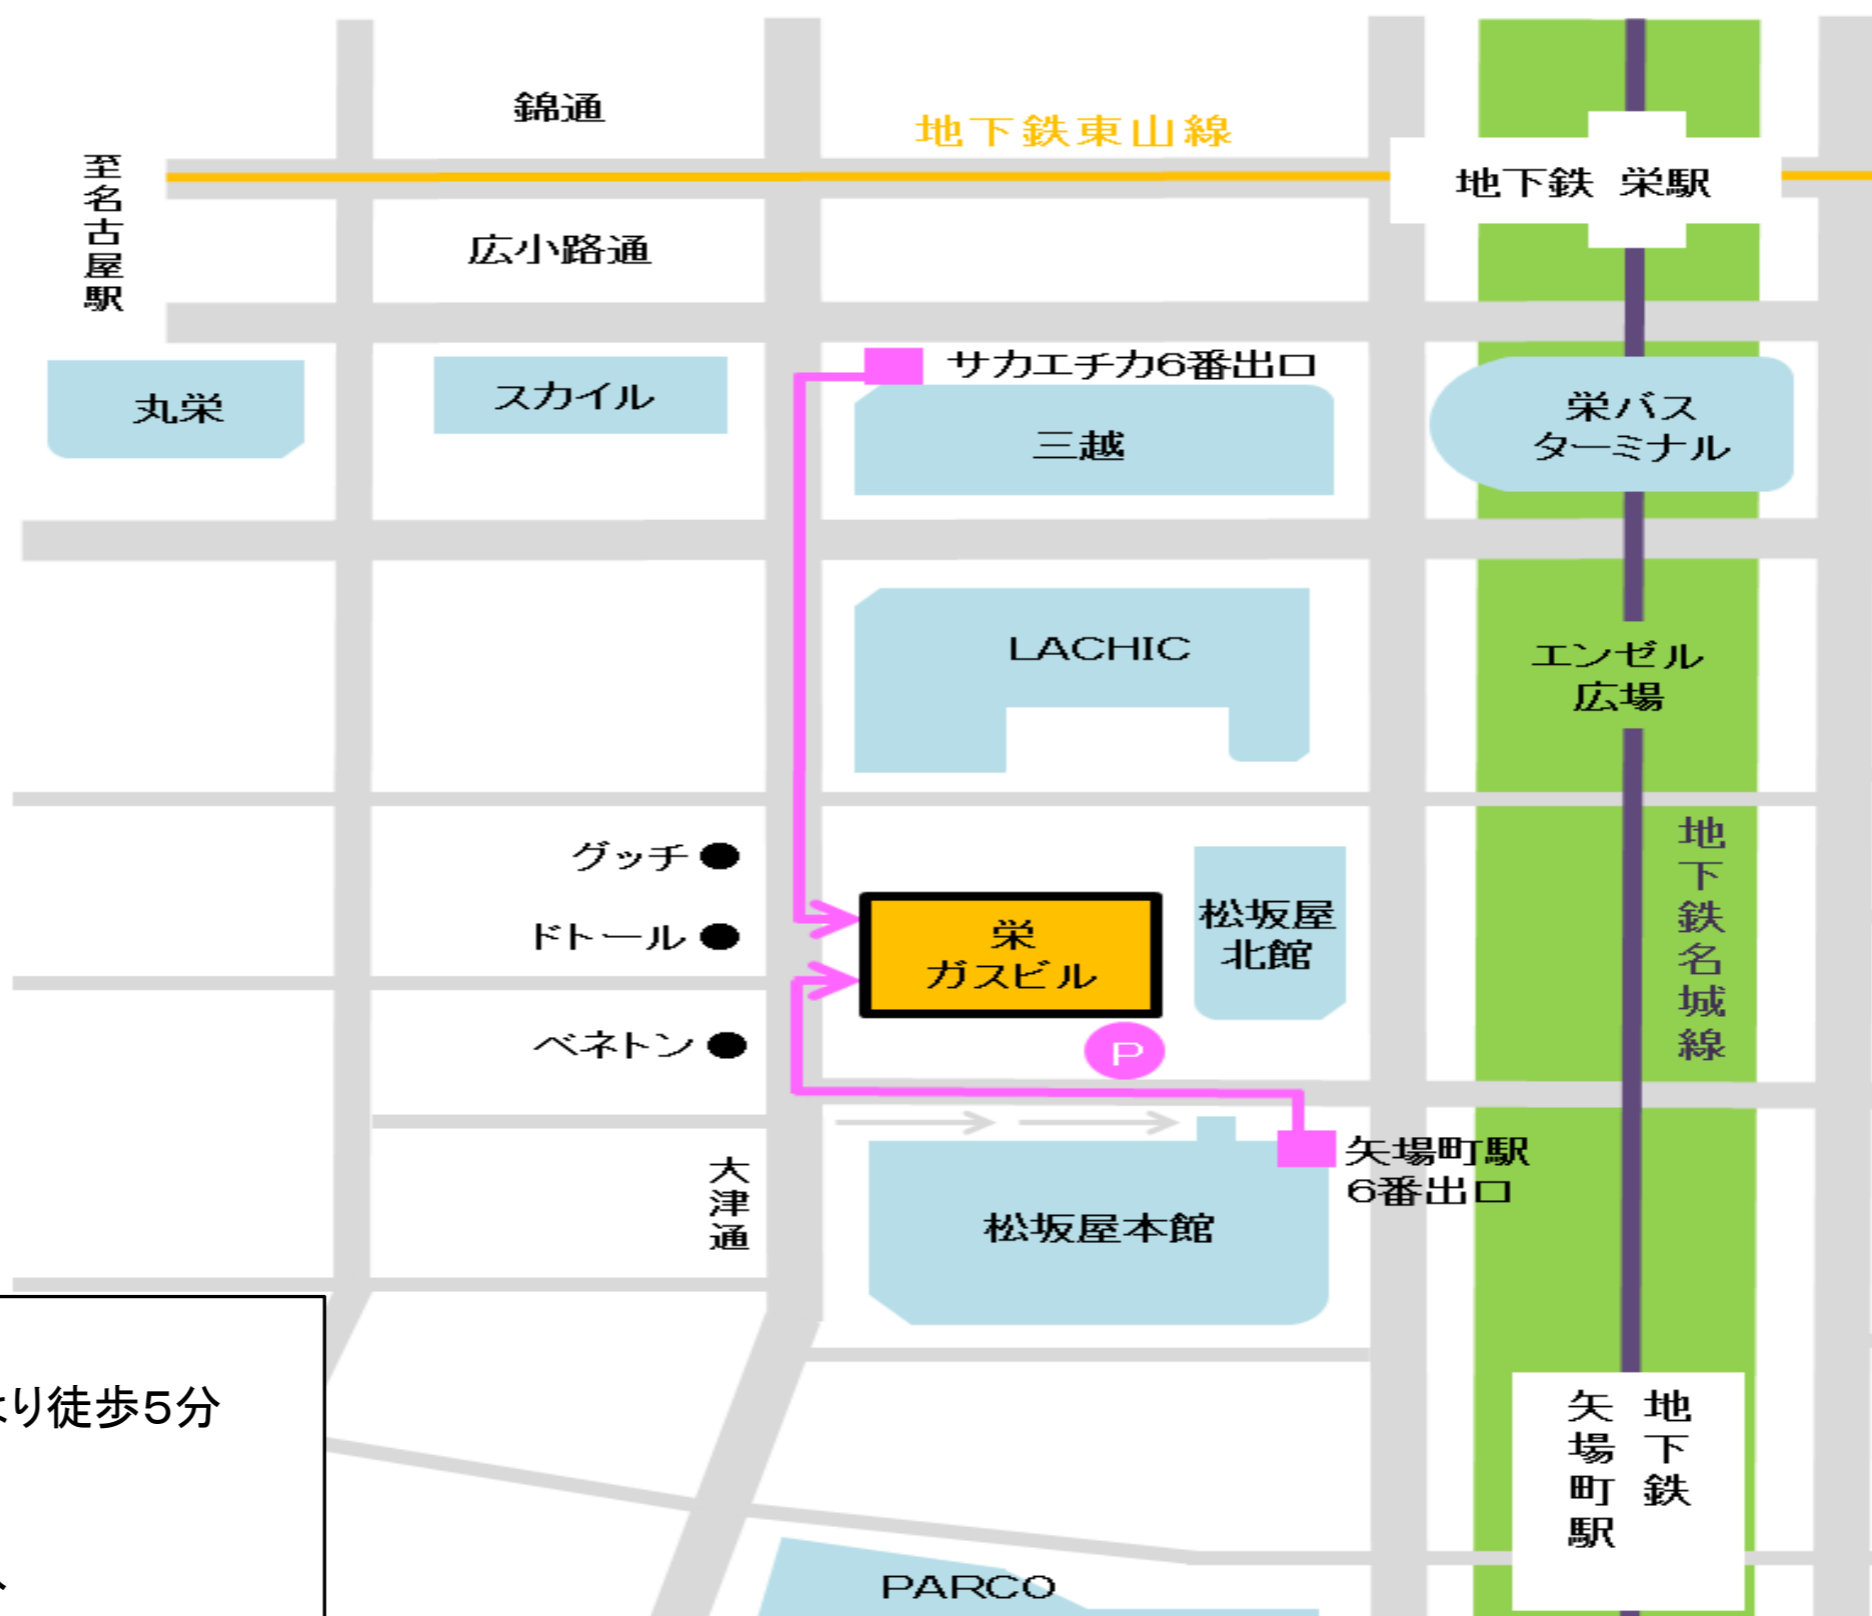 錦通
地下鉄東山線
至名古屋駅
地下鉄 栄駅
広小路通
サカエチカ6番出口
丸栄
スカイル
三越
栄バス
ターミナル
LACHIC
エンゼル
広場
地下鉄名城線
グッチ
ドトール
栄
ガスビル
松坂屋
北館
ベネトン
P
大津通
矢場町駅
6番出口
松坂屋本館
より徒歩5分
地下鉄
矢場町駅
PARCO